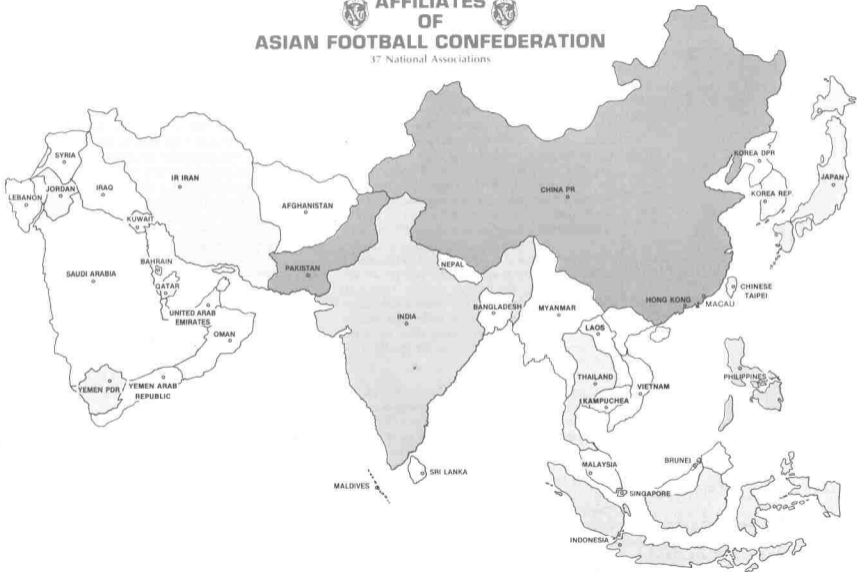 AFFILIATES
OF
ASIAN FOOTBALL CONFEDERATION
37 National Associations
SYRIA
LEBANON
JORDAN
IRAQ
IR IRAN
KUWAIT
AFGHANISTAN
PAKISTAN
SAUDI ARABIA
BAHRAIN
QATAR
UNITED ARAB
EMIRATES
OMAN
YEMEN PDR
YEMEN ARAB
REPUBLIC
CHINA PR
KOREA DPR
KOREA REP.
JAPAN
NEPAL
INDIA
BANGLADESH
MYANMAR
HONG KONG
MACAU
CHINESE
TAIPEI
LAOS
THAILAND
KAMPUCHEA
VIETNAM
PHILIPPINES
SRI LANKA
MALDIVES
MALAYSIA
BRUNEI
SINGAPORE
INDONESIA